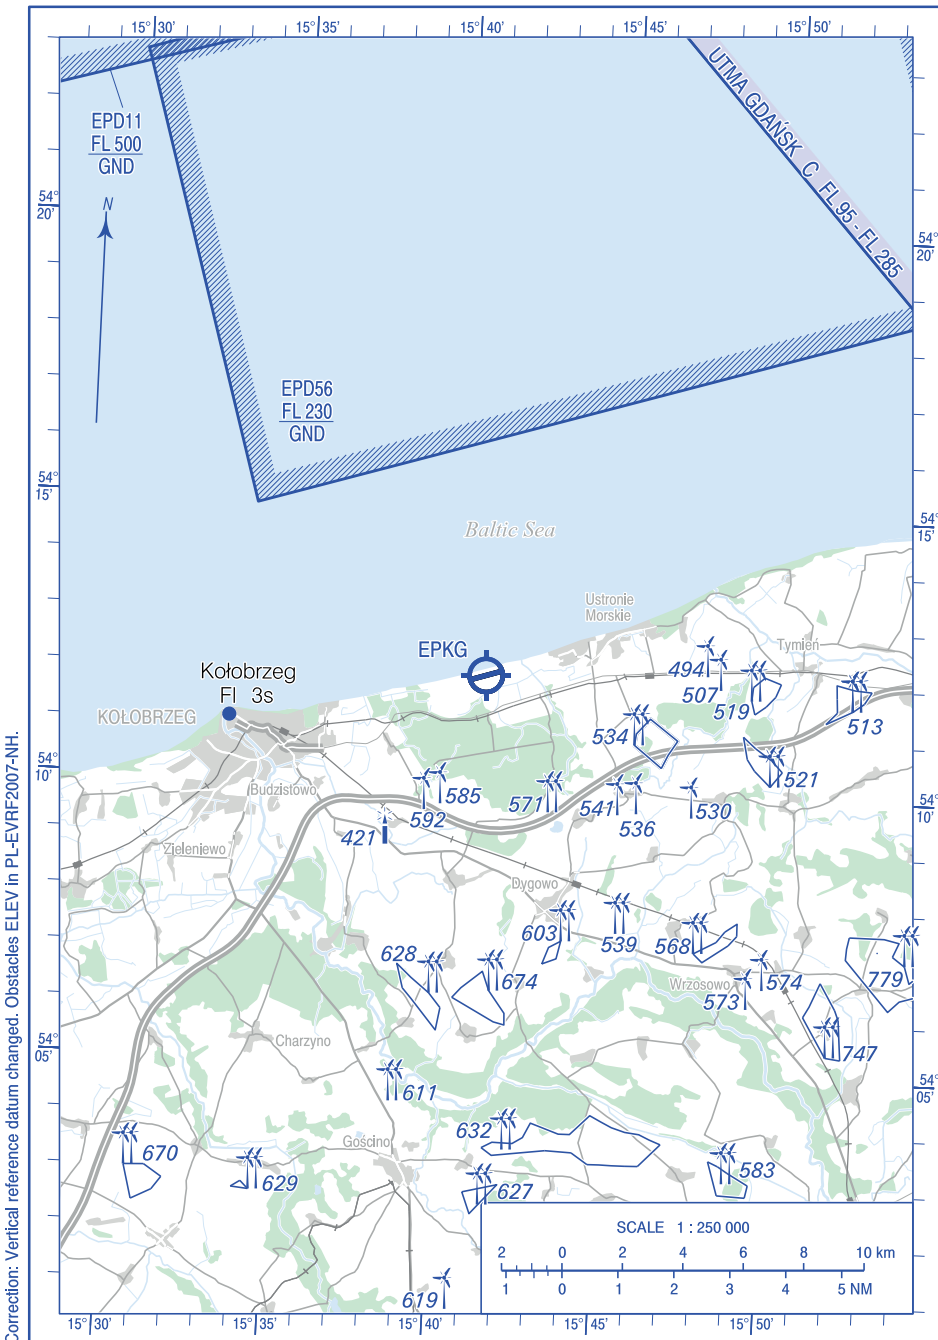 15° 30'
15° 35'
15° 40'
15° 45'
15° 50'
UTMA GDAŃSK C FL 95 - FL 285
EPD11
FL 500
GND
N
54°
20'
54°
20'
EPD56
FL 230
GND
54°
15'
54°
15'
Baltic Sea
Ustronie
Morskie
EPKG
Tymień
494
507
519
513
Kołobrzeg
Fl 3s
KOŁOBRZEG
534
54°
10'
521
Budzistowo
585
592
571
541
536
530
54°
10'
421
Zieleniewo
Dygowo
603
539
568
628
674
574
779
Wrzosowo
573
Charzyno
747
54°
05'
54°
05'
611
632
Gościno
670
629
627
583
619
SCALE 1 : 250 000
2 0 2 4 6 8 10 km
1 0 1 2 3 4 5 NM
15° 30'
15° 35'
15° 40'
15° 45'
15° 50'
Correction: Vertical reference datum changed. Obstacles ELEV in PL-EVRF2007-NH.